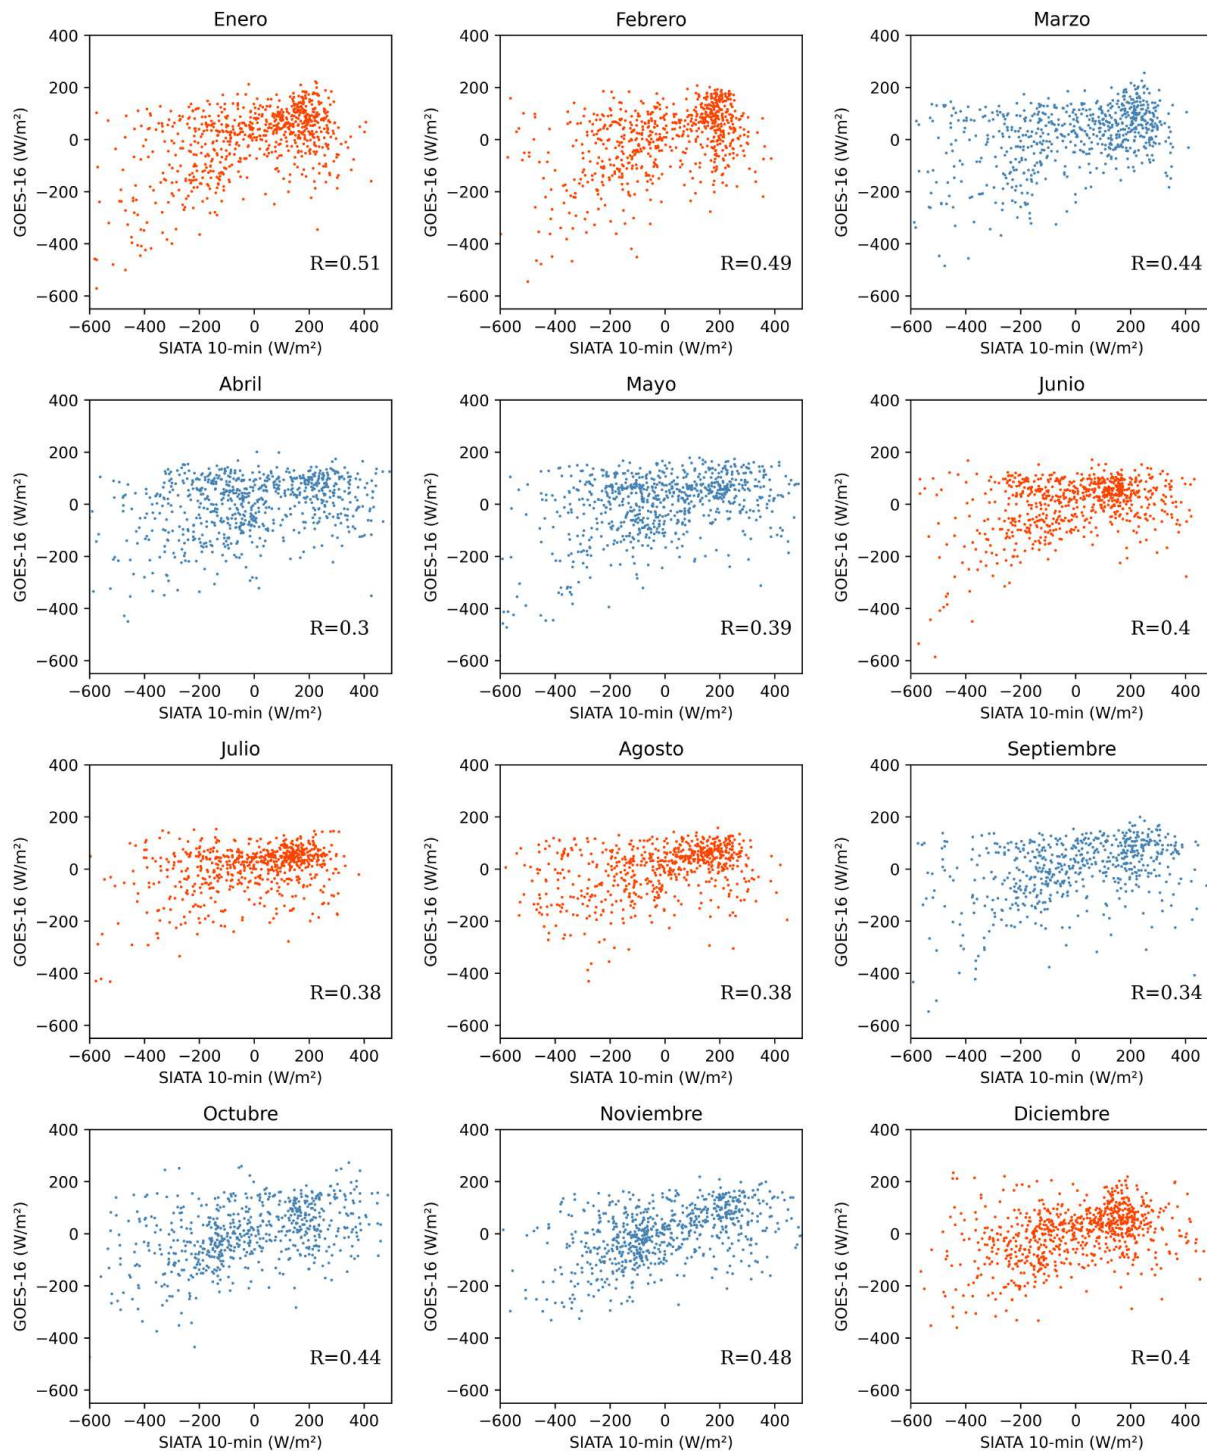 Enero Febrero Marzo
400 400 400
200 200 200
0 0 0
−200 −200 −200
−400 −400 −400
−600 −600 −600
GOES-16 (W/m²) GOES-16 (W/m²) GOES-16 (W/m²)
R=0.51 R=0.49 R=0.44
−600 −400 −200 0 200 400 −600 −400 −200 0 200 400 −600 −400 −200 0 200 400
SIATA 10-min (W/m²) SIATA 10-min (W/m²) SIATA 10-min (W/m²)
Abril Mayo Junio
400 400 400
200 200 200
0 0 0
−200 −200 −200
−400 −400 −400
−600 −600 −600
GOES-16 (W/m²) GOES-16 (W/m²) GOES-16 (W/m²)
R=0.3 R=0.39 R=0.4
−600 −400 −200 0 200 400 −600 −400 −200 0 200 400 −600 −400 −200 0 200 400
SIATA 10-min (W/m²) SIATA 10-min (W/m²) SIATA 10-min (W/m²)
Julio Agosto Septiembre
400 400 400
200 200 200
0 0 0
−200 −200 −200
−400 −400 −400
−600 −600 −600
GOES-16 (W/m²) GOES-16 (W/m²) GOES-16 (W/m²)
R=0.38 R=0.38 R=0.34
−600 −400 −200 0 200 400 −600 −400 −200 0 200 400 −600 −400 −200 0 200 400
SIATA 10-min (W/m²) SIATA 10-min (W/m²) SIATA 10-min (W/m²)
Octubre Noviembre Diciembre
400 400 400
200 200 200
0 0 0
−200 −200 −200
−400 −400 −400
−600 −600 −600
GOES-16 (W/m²) GOES-16 (W/m²) GOES-16 (W/m²)
R=0.44 R=0.48 R=0.4
−600 −400 −200 0 200 400 −600 −400 −200 0 200 400 −600 −400 −200 0 200 400
SIATA 10-min (W/m²) SIATA 10-min (W/m²) SIATA 10-min (W/m²)